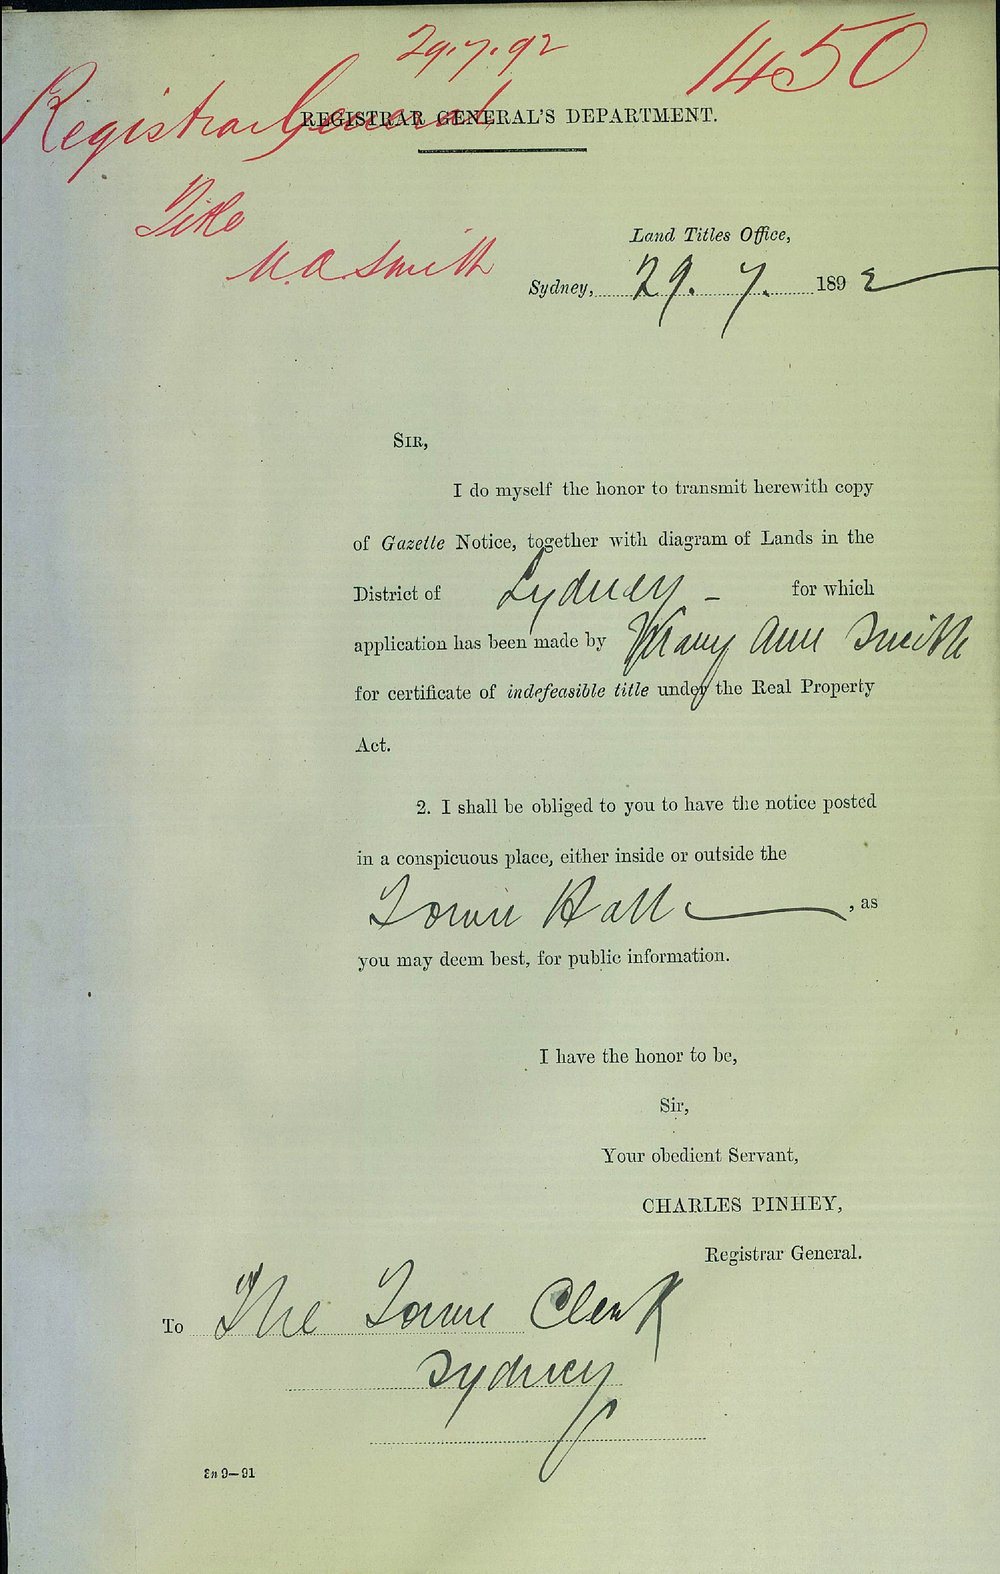 29.7.92
1450
Registrar General
REGISTRAR GENERAL'S DEPARTMENT.
Title
M.A. Smith
Land Titles Office,
Sydney, 29. 7. 1892
SIR,
I do myself the honor to transmit herewith copy
of Gazette Notice, together with diagram of Lands in the
District of Sydney – for which
application has been made by Mary Ann Smith
for certificate of indefeasible title under the Real Property
Act.
2. I shall be obliged to you to have the notice posted
in a conspicuous place, either inside or outside the
Town Hall , as
you may deem best, for public information.
I have the honor to be,
Sir,
Your obedient Servant,
CHARLES PINHEY,
Registrar General.
To The Town Clerk
Sydney
9—91